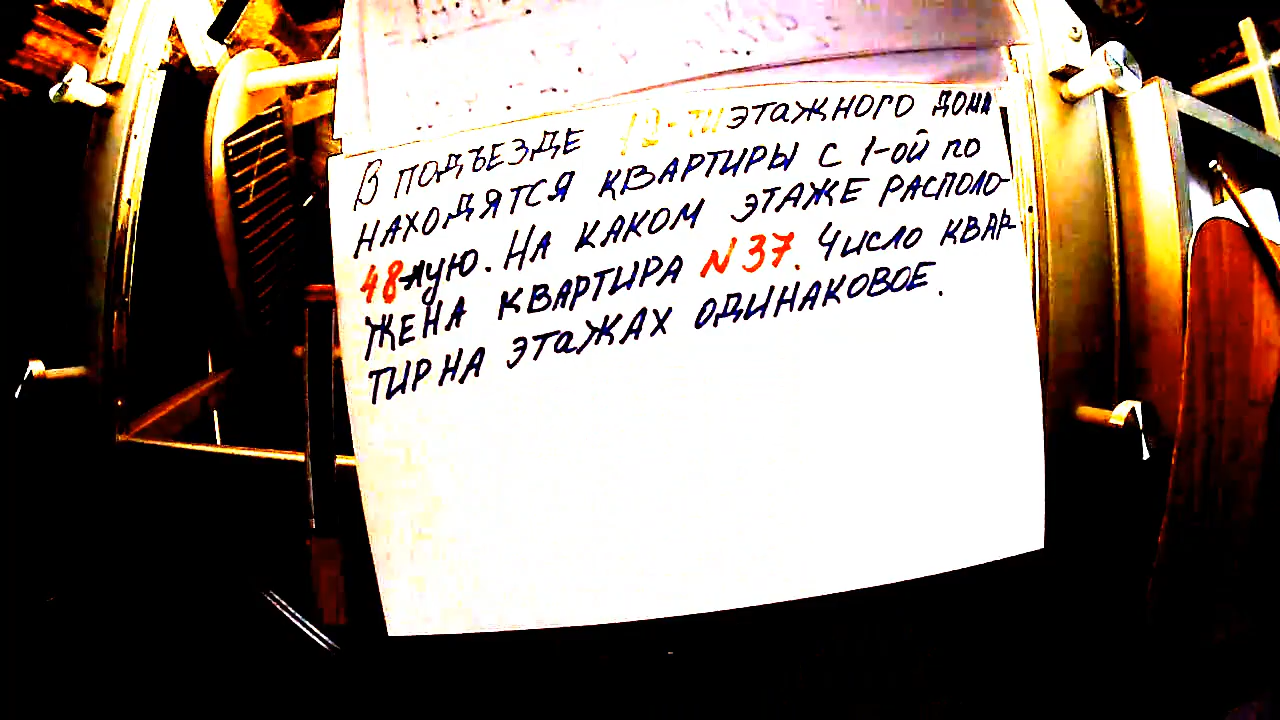 В ПОДЪЕЗДЕ 12-ТИ ЭТАЖНОГО ДОМА
НАХОДЯТСЯ КВАРТИРЫ С 1-ОЙ ПО
48-МУЮ. НА КАКОМ ЭТАЖЕ РАСПОЛО-
ЖЕНА КВАРТИРА N 37. ЧИСЛО КВАР-
ТИР НА ЭТАЖАХ ОДИНАКОВОЕ.